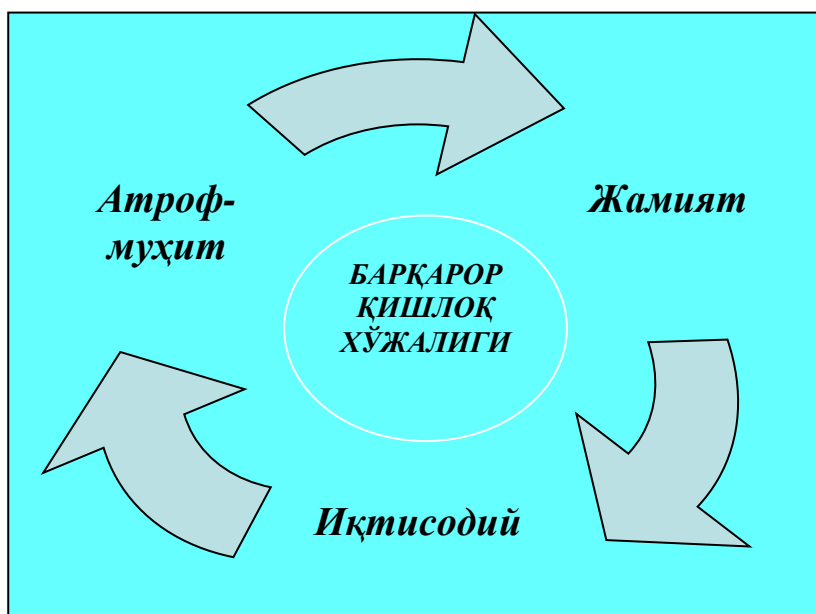 Атроф-
муҳит
Жамият
БАРҚАРОР
ҚИШЛОҚ
ХЎЖАЛИГИ
Иқтисодий